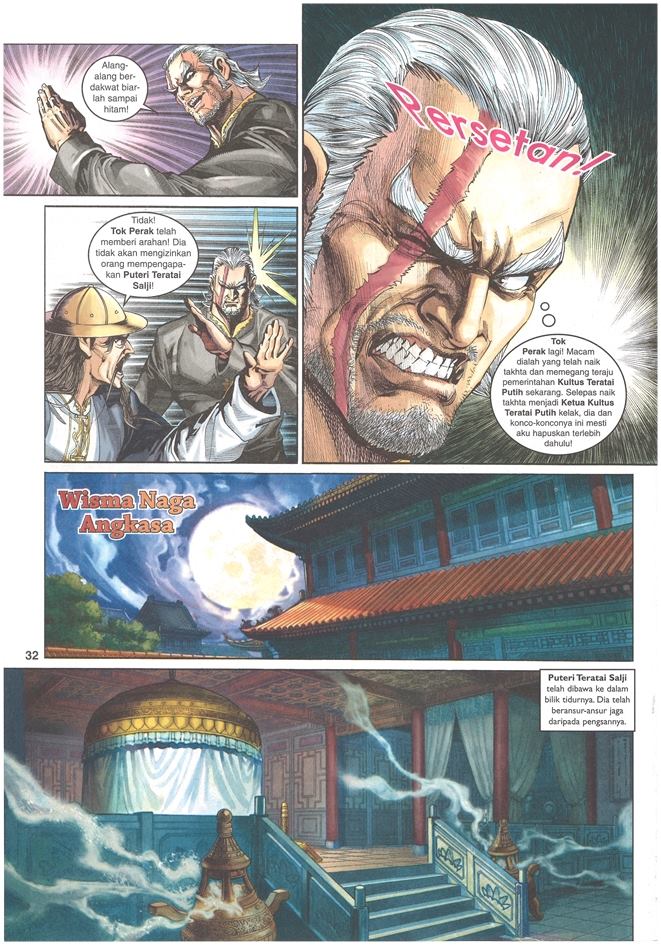 Alang-
alang ber-
dakwat biar-
lah sampai
hitam!
Persetan!
Tidak!
Tok Perak telah
memberi arahan! Dia
tidak akan mengizinkan
orang mempengapa-
kan Puteri Teratai
Salji!
Tok
Perak lagi! Macam
dialah yang telah naik
takhta dan memegang teraju
pemerintahan Kultus Teratai
Putih sekarang. Selepas naik
takhta menjadi Ketua Kultus
Teratai Putih kelak, dia dan
konco-konconya ini mesti
aku hapuskan terlebih
dahulu!
Wisma Naga
Angkasa
32
Puteri Teratai Salji
telah dibawa ke dalam
bilik tidurnya. Dia telah
beransur-ansur jaga
daripada pengsannya.